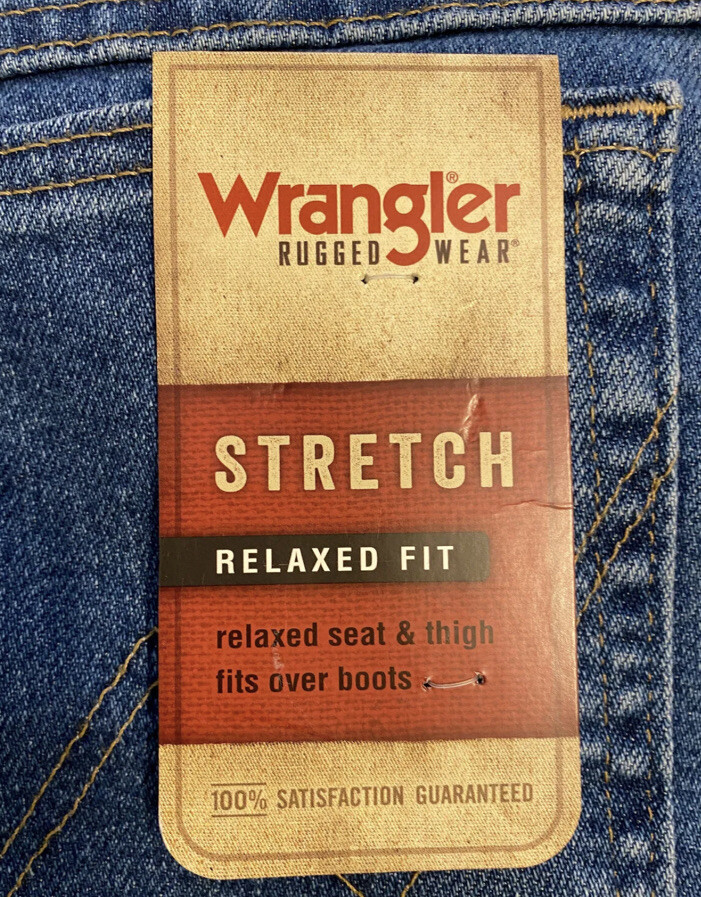 Wrangler®
RUGGED WEAR®
STRETCH
RELAXED FIT
relaxed seat & thigh
fits over boots
100% SATISFACTION GUARANTEED